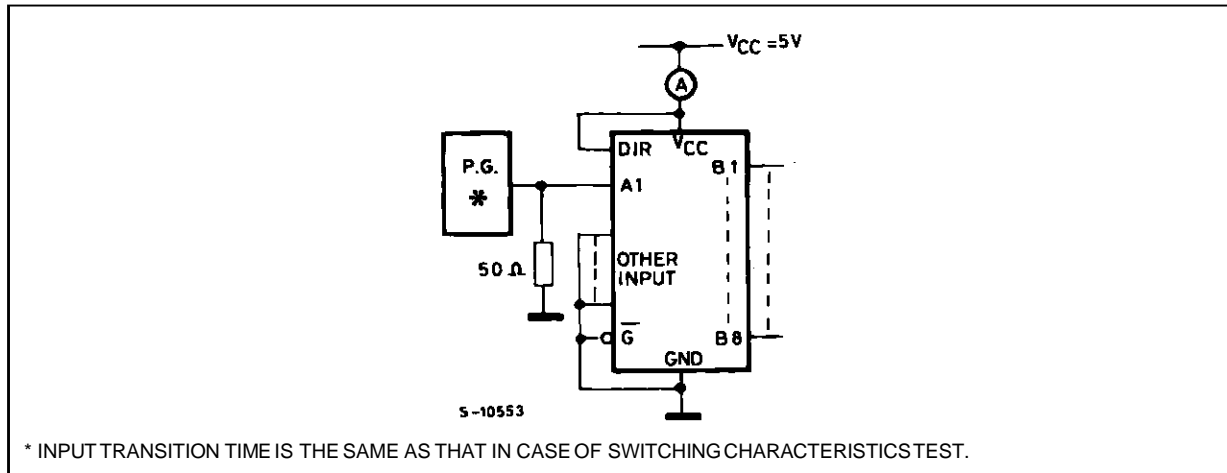 VCC =5V
A
DIR
VCC
B1
P.G.
*
A1
50Ω
OTHER
INPUT
G̅
B8
GND
S-10553
* INPUT TRANSITION TIME IS THE SAME AS THAT IN CASE OF SWITCHING CHARACTERISTICS TEST.